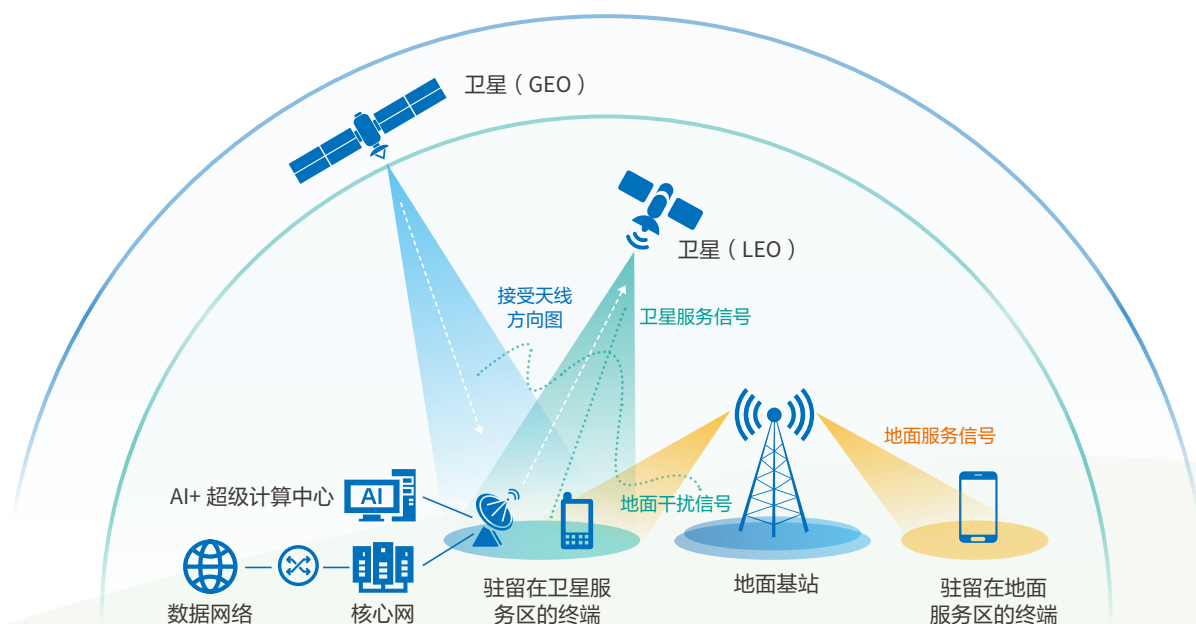 卫星（GEO）
卫星（LEO）
接受天线
方向图
卫星服务信号
地面服务信号
AI+ 超级计算中心
AI
地面干扰信号
驻留在卫星服
务区的终端
地面基站
驻留在地面
服务区的终端
数据网络
核心网